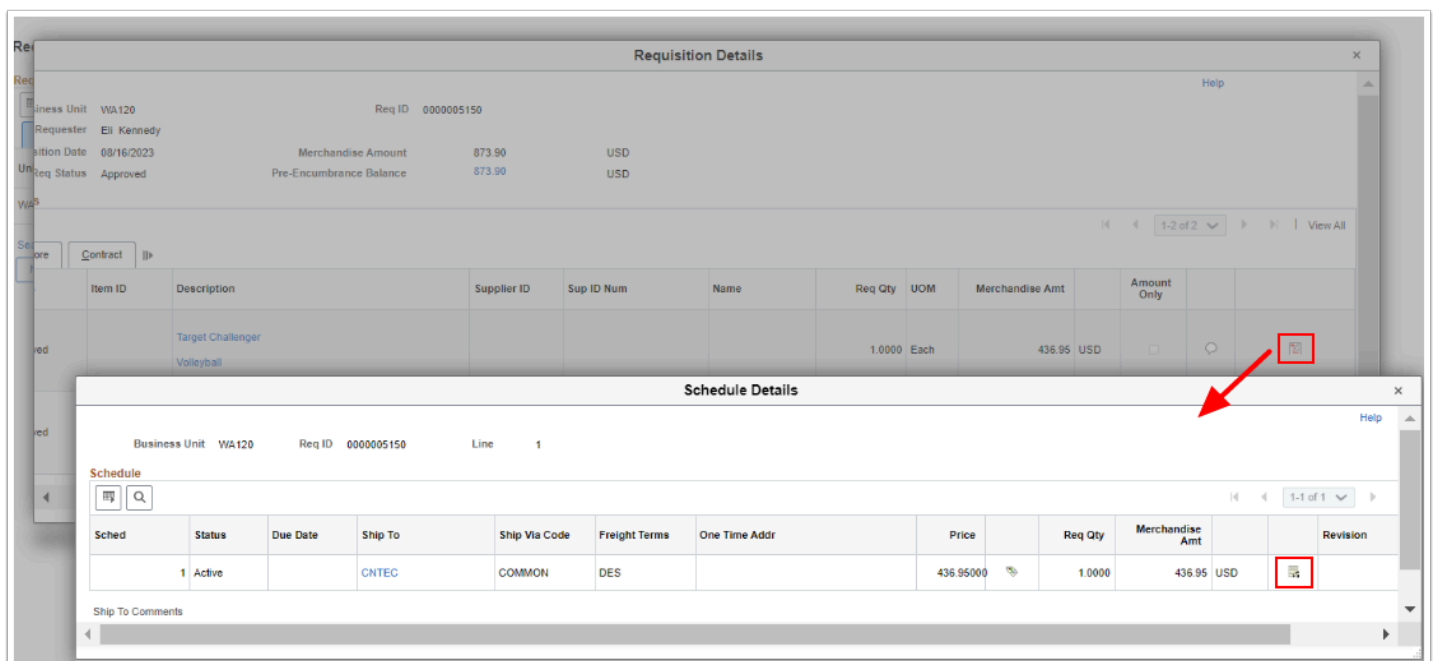 Requisition Details ×
Help
iness Unit WA120 Req ID 0000005150
Requester Eli Kennedy
sition Date 08/16/2023 Merchandise Amount 873.90 USD
Req Status Approved Pre-Encumbrance Balance 873.90 USD
1-2 of 2 | View All
ore Contract
Item ID Description Supplier ID Sup ID Num Name Req Qty UOM Merchandise Amt Amount Only
Target Challenger
ved 1.0000 Each 436.95 USD
Volleyball
ved
Schedule Details ×
Help
Business Unit WA120 Req ID 0000005150 Line 1
Schedule
1-1 of 1
Sched Status Due Date Ship To Ship Via Code Freight Terms One Time Addr Price Req Qty Merchandise Amt Revision
1 Active CNTEC COMMON DES 436.95000 1.0000 436.95 USD
Ship To Comments